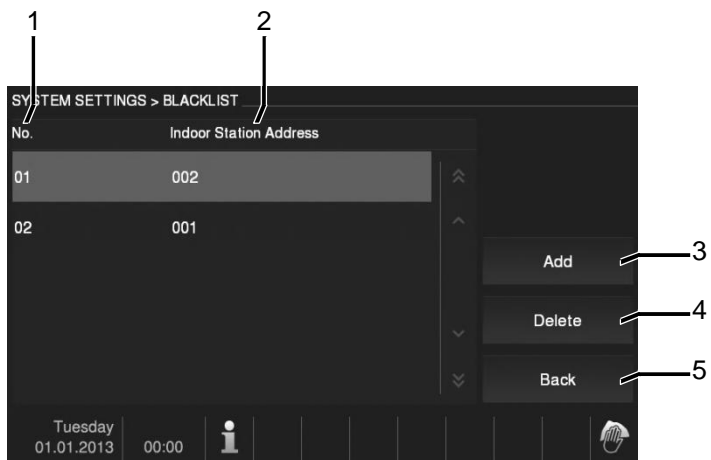 1 2
SYSTEM SETTINGS > BLACKLIST
No. Indoor Station Address
01 002
02 001
Add 3
Delete 4
Back 5
Tuesday
01.01.2013 00:00 i